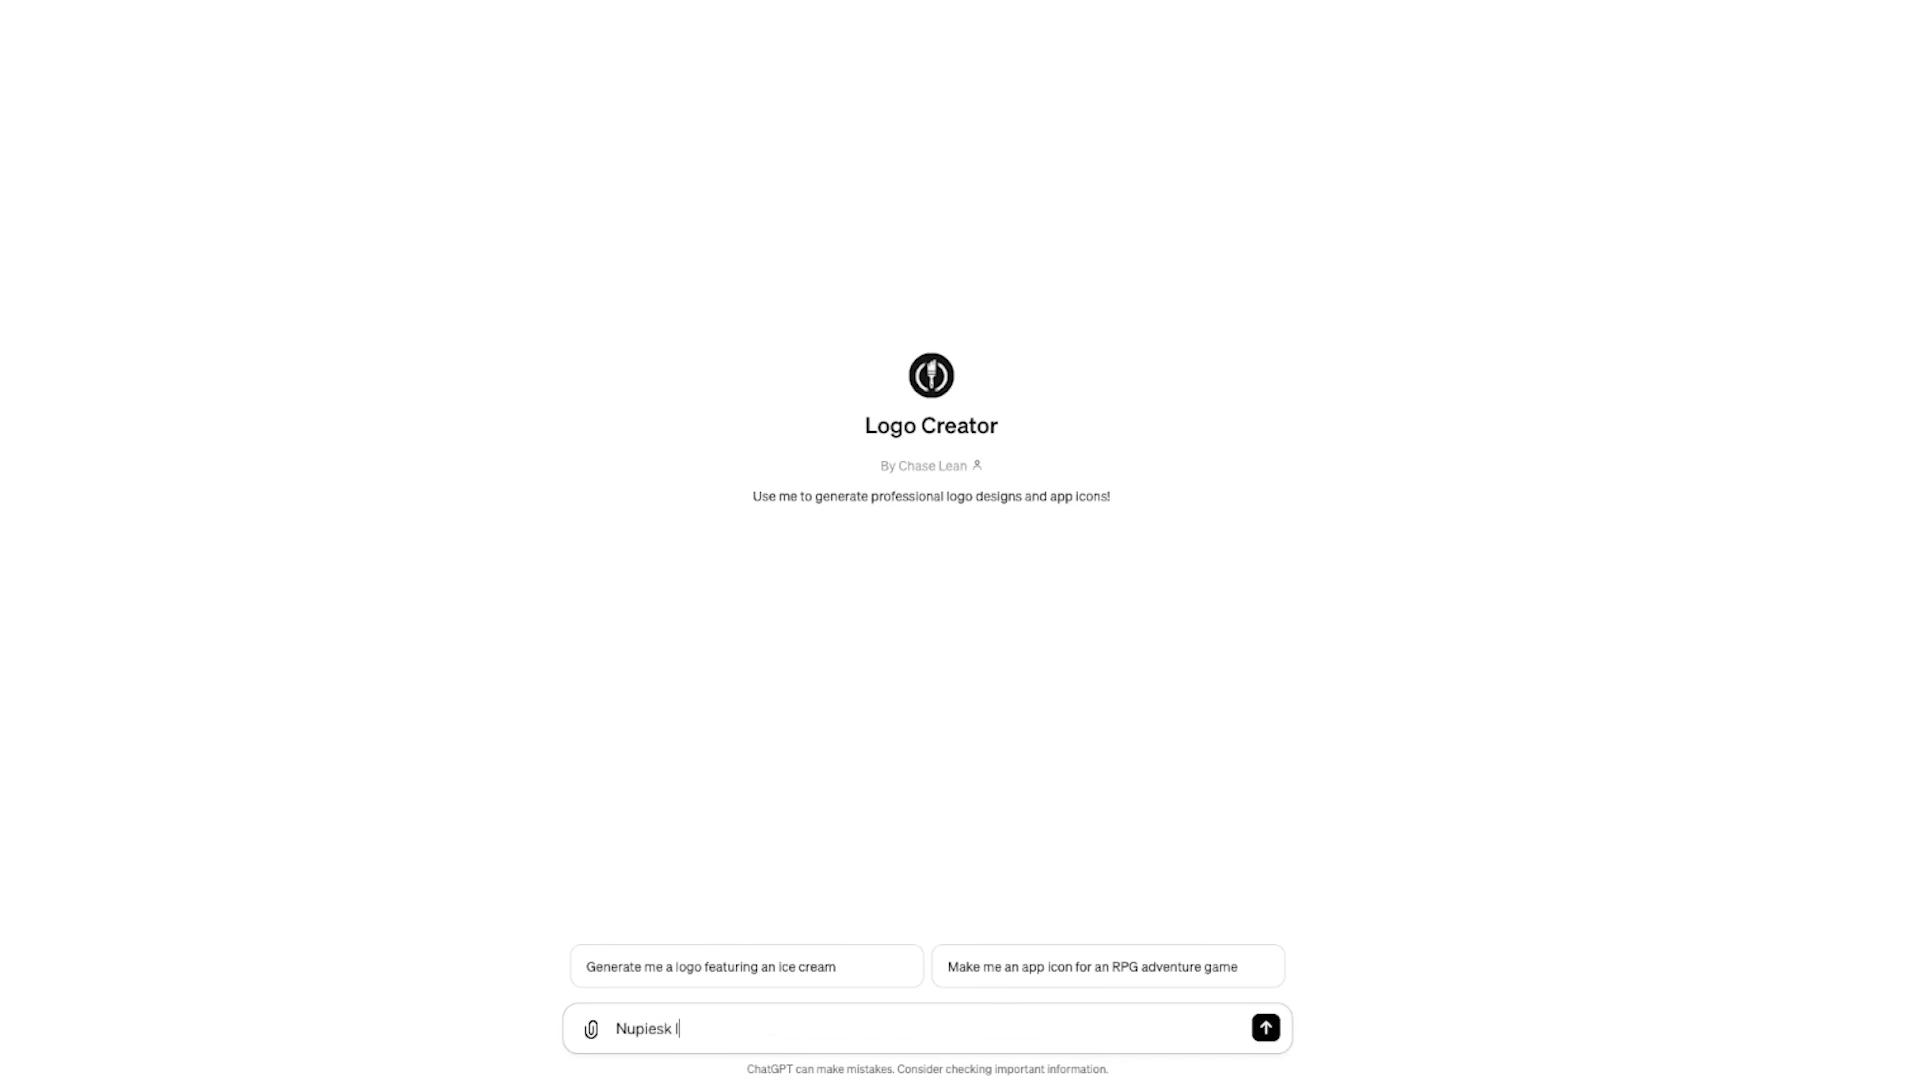 Logo Creator
By Chase Lean
Use me to generate professional logo designs and app icons!
Generate me a logo featuring an ice cream
Make me an app icon for an RPG adventure game
Nupiesk l
ChatGPT can make mistakes. Consider checking important information.